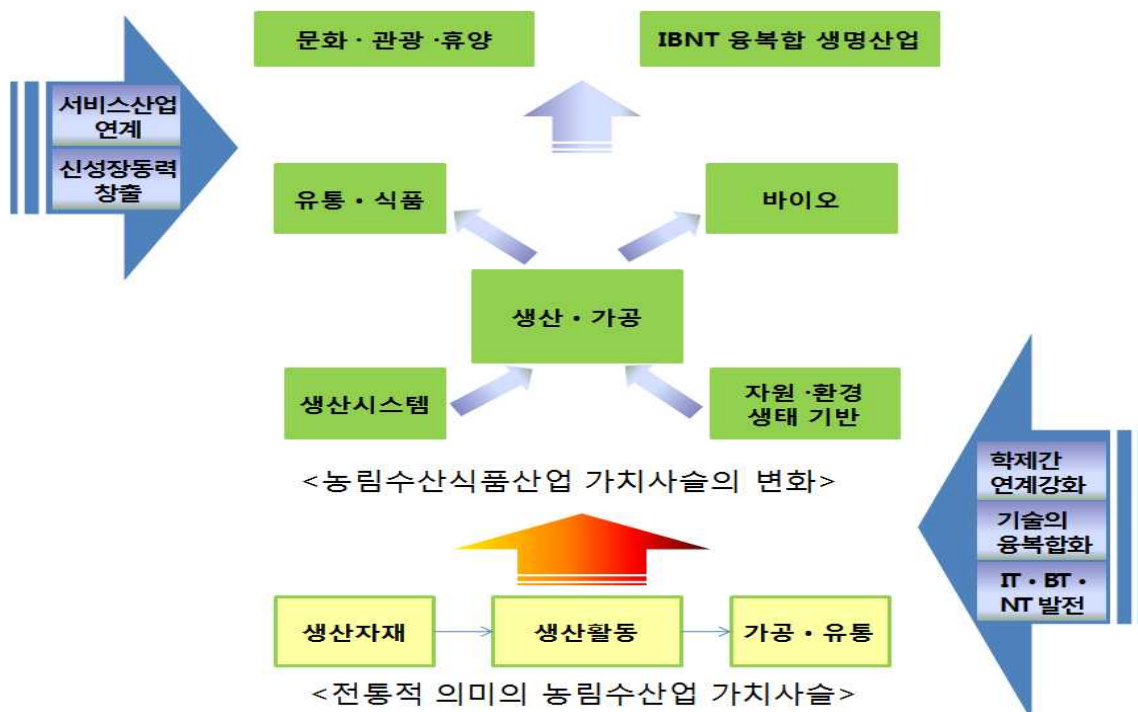 문화 · 관광 ·휴양
IBNT 융복합 생명산업
서비스산업
연계
신성장동력
창출
유통 • 식품
바이오
생산 • 가공
생산시스템
자원 ·환경
생태 기반
<농림수산식품산업 가치사슬의 변화>
학제간
연계강화
기술의
융복합화
IT • BT •
NT 발전
생산자재
생산활동
가공 • 유통
<전통적 의미의 농림수산업 가치사슬>